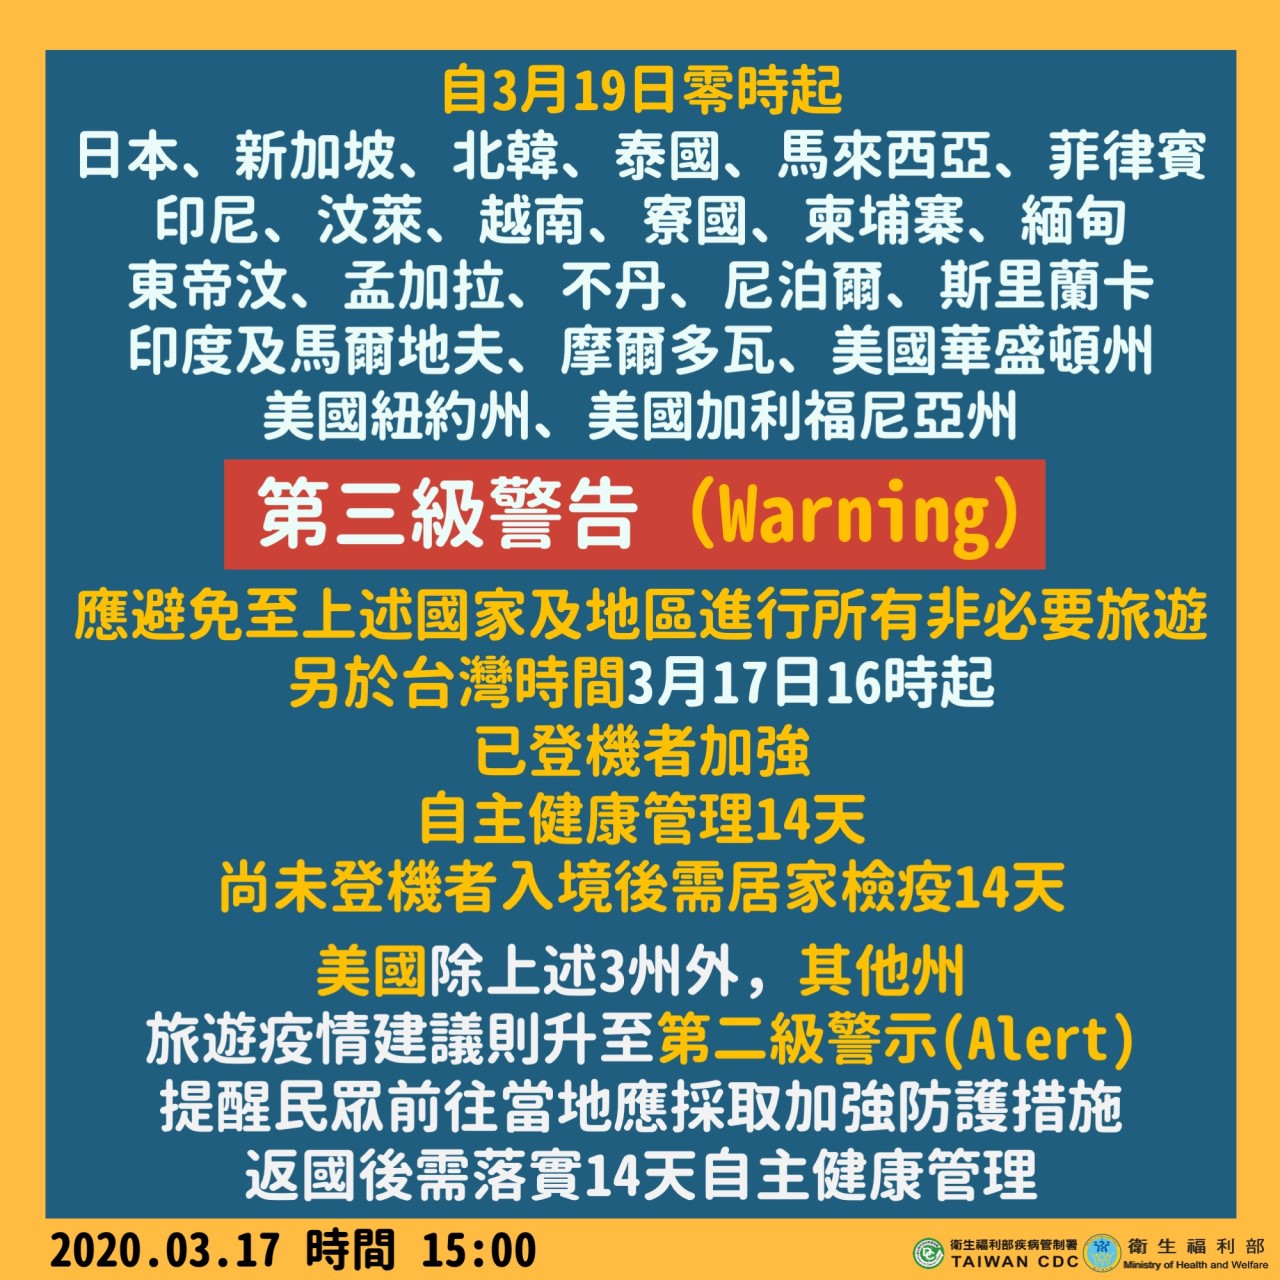 自3月19日零時起
日本、新加坡、北韓、泰國、馬來西亞、菲律賓
印尼、汶萊、越南、寮國、柬埔寨、緬甸
東帝汶、孟加拉、不丹、尼泊爾、斯里蘭卡
印度及馬爾地夫、摩爾多瓦、美國華盛頓州
美國紐約州、美國加利福尼亞州
第三級警告 (Warning)
應避免至上述國家及地區進行所有非必要旅遊
另於台灣時間3月17日16時起
已登機者加強
自主健康管理14天
尚未登機者入境後需居家檢疫14天
美國除上述3州外，其他州
旅遊疫情建議則升至第二級警示(Alert)
提醒民眾前往當地應採取加強防護措施
返國後需落實14天自主健康管理
2020.03.17 時間 15:00
衛生福利部疾病管制署
TAIWAN CDC
衛生福利部
Ministry of Health and Welfare